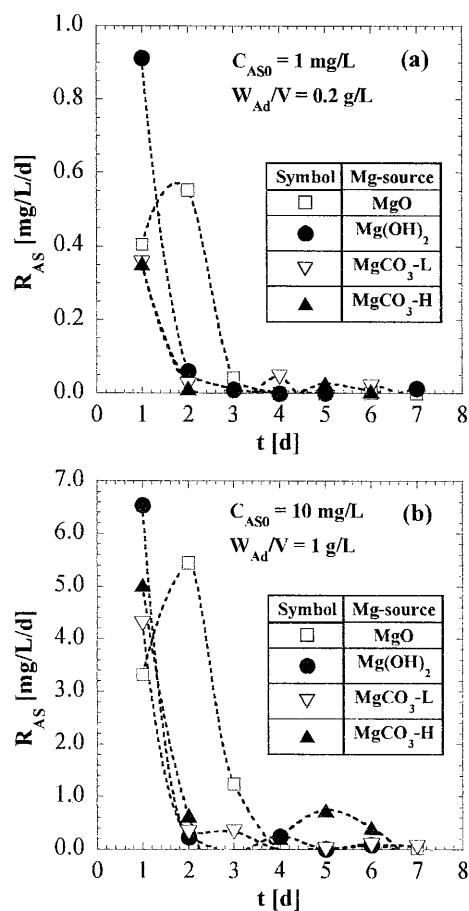 1.0
0.8
0.6
0.4
0.2
0.0
R_AS [mg/L/d]
C_AS0 = 1 mg/L
(a)
W_Ad/V = 0.2 g/L
Symbol Mg-source
□ MgO
● Mg(OH)₂
▽ MgCO₃-L
▲ MgCO₃-H
0 1 2 3 4 5 6 7 8
t [d]
7.0
6.0
5.0
4.0
3.0
2.0
1.0
0.0
R_AS [mg/L/d]
C_AS0 = 10 mg/L
(b)
W_Ad/V = 1 g/L
Symbol Mg-source
□ MgO
● Mg(OH)₂
▽ MgCO₃-L
▲ MgCO₃-H
0 1 2 3 4 5 6 7 8
t [d]